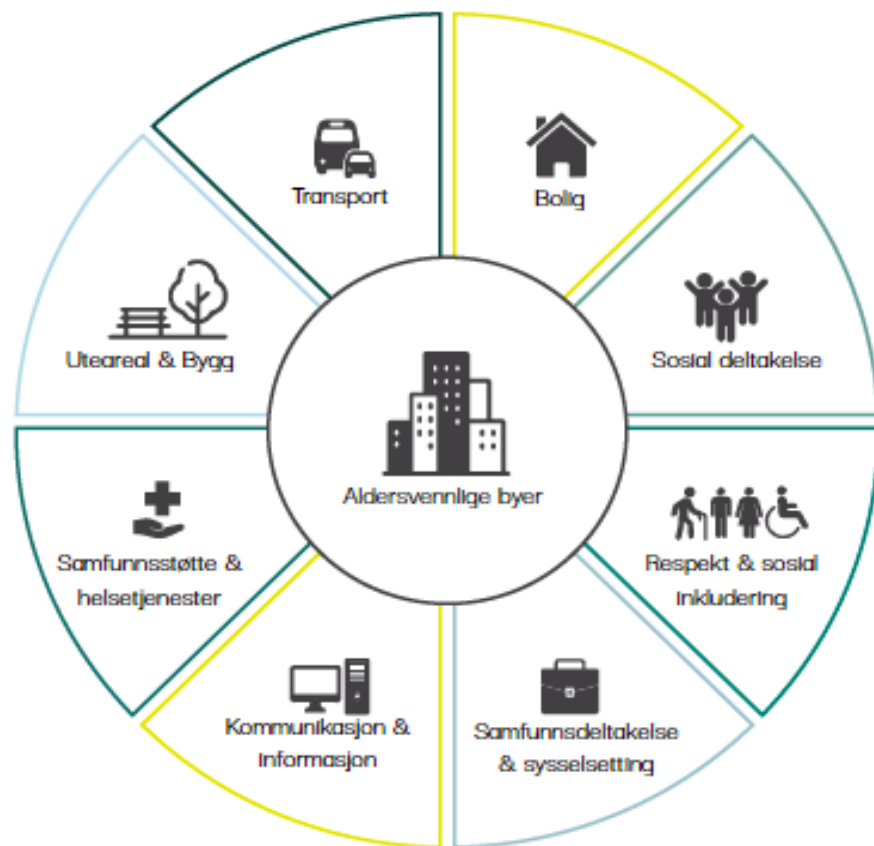 Transport
Bolig
Uteareal & Bygg
Sosial deltakelse
Aldersvennlige byer
Samfunnsstøtte &
helsetjenester
Respekt & sosial
inkludering
Kommunikasjon &
informasjon
Samfunnsdeltakelse
& sysselsetting